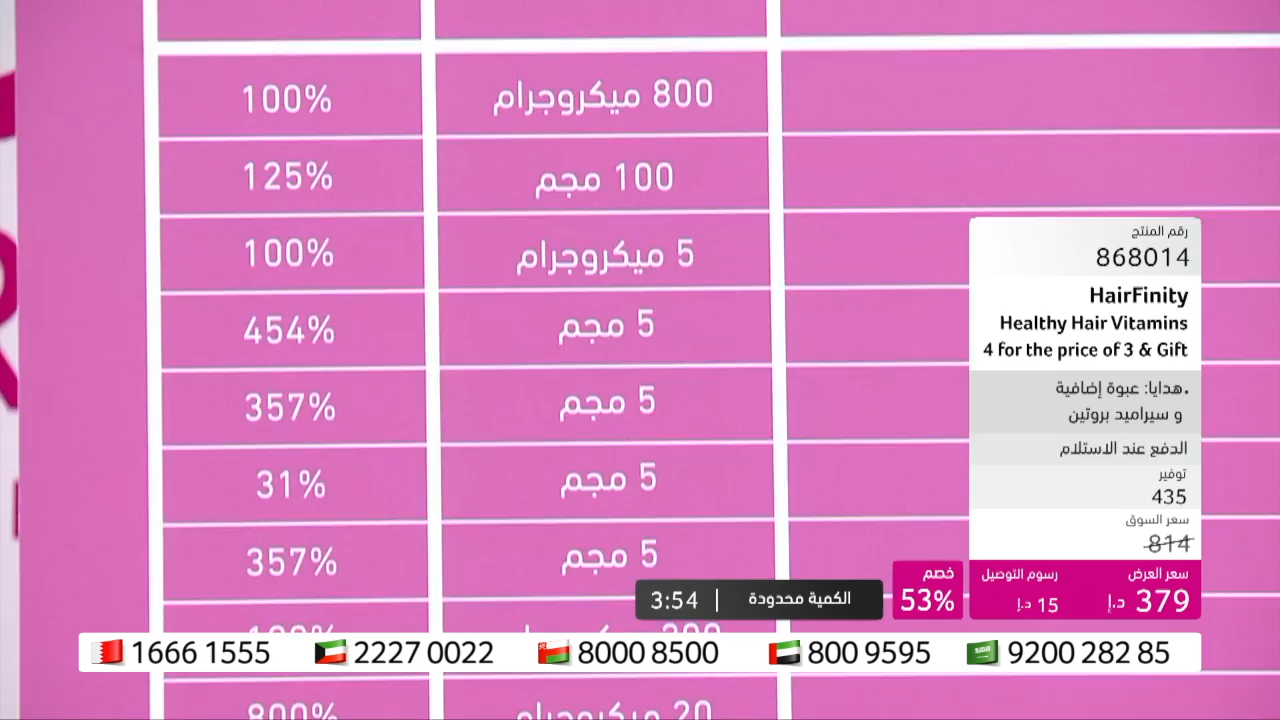 800 ميكروجرام 100%
100 مجم 125%
5 ميكروجرام 100%
5 مجم 454%
5 مجم 357%
5 مجم 31%
5 مجم 357%
20 ميكروجرام 800%
رقم المنتج
868014
HairFinity
Healthy Hair Vitamins
4 for the price of 3 & Gift
.هدايا: عبوة إضافية
و سيراميد بروتين
الدفع عند الاستلام
توفير
435
سعر السوق
814
سعر العرض
379 د.إ
رسوم التوصيل
15 د.إ
خصم
53%
الكمية محدودة | 3:54
1666 1555 2227 0022 8000 8500 800 9595 9200 282 85